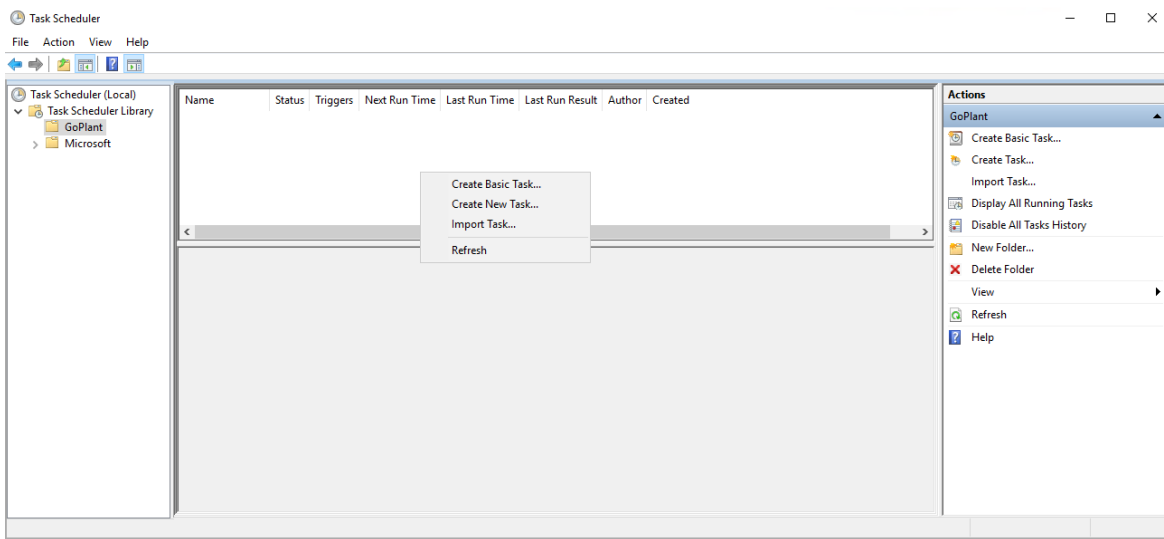 Task Scheduler
File Action View Help
Task Scheduler (Local)
Task Scheduler Library
GoPlant
Microsoft
Name Status Triggers Next Run Time Last Run Time Last Run Result Author Created
Create Basic Task...
Create New Task...
Import Task...
Refresh
Actions
GoPlant
Create Basic Task...
Create Task...
Import Task...
Display All Running Tasks
Disable All Tasks History
New Folder...
Delete Folder
View
Refresh
Help